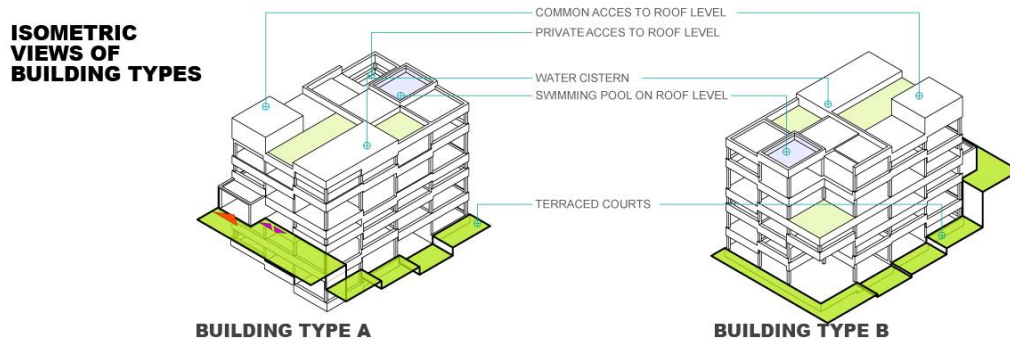 ISOMETRIC
VIEWS OF
BUILDING TYPES
COMMON ACCES TO ROOF LEVEL
PRIVATE ACCES TO ROOF LEVEL
WATER CISTERN
SWIMMING POOL ON ROOF LEVEL
TERRACED COURTS
BUILDING TYPE A
BUILDING TYPE B